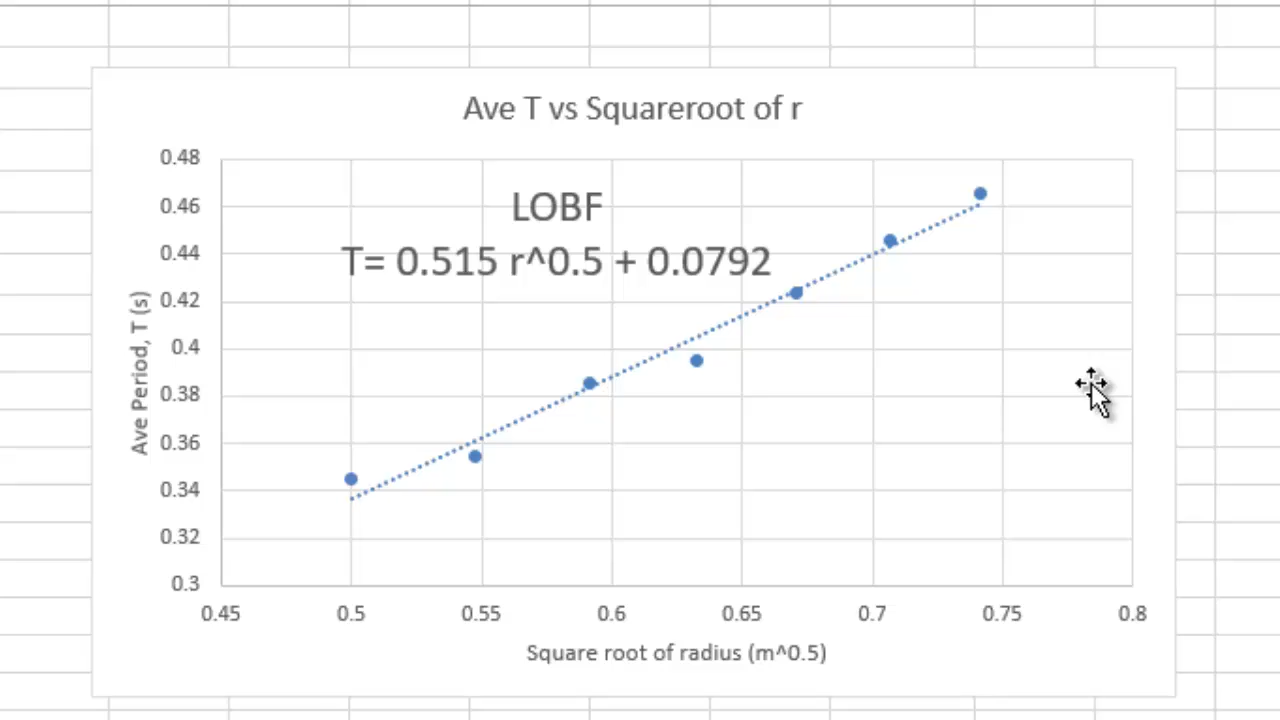 Ave T vs Squareroot of r
LOBF
T= 0.515 r^0.5 + 0.0792
Ave Period, T (s)
0.48
0.46
0.44
0.42
0.4
0.38
0.36
0.34
0.32
0.3
0.45 0.5 0.55 0.6 0.65 0.7 0.75 0.8
Square root of radius (m^0.5)